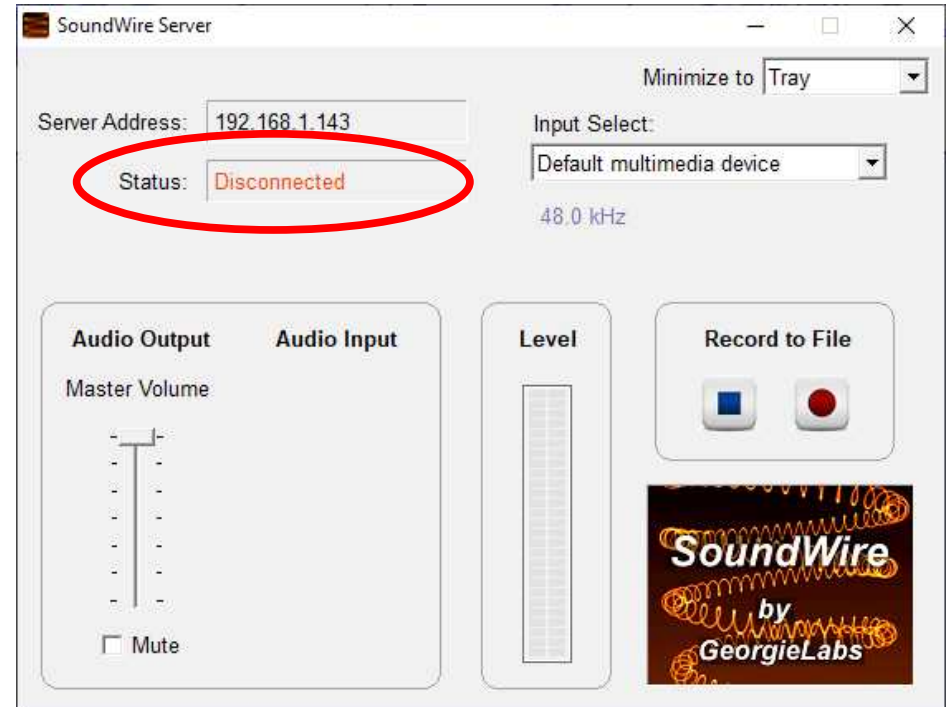 SoundWire Server
Minimize to Tray
Server Address: 192.168.1.143
Input Select:
Default multimedia device
Status: Disconnected
48.0 kHz
Audio Output Audio Input
Level
Record to File
Master Volume
Mute
SoundWire
by
GeorgieLabs